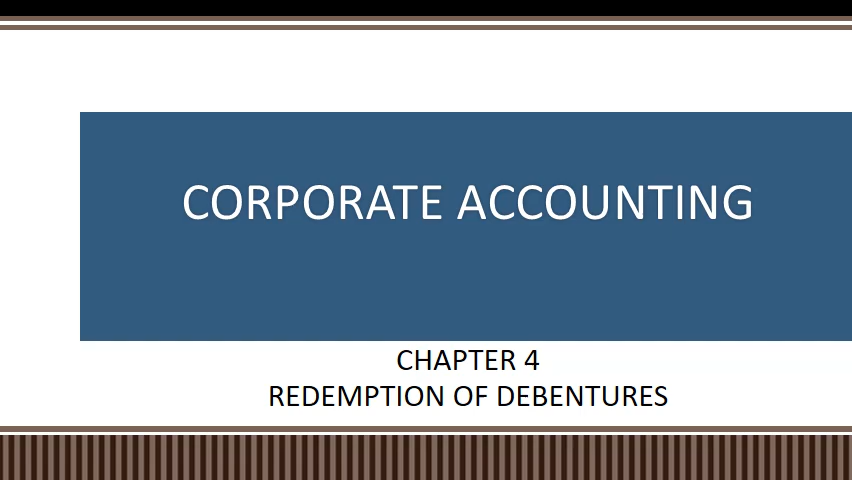 CORPORATE ACCOUNTING
CHAPTER 4
REDEMPTION OF DEBENTURES